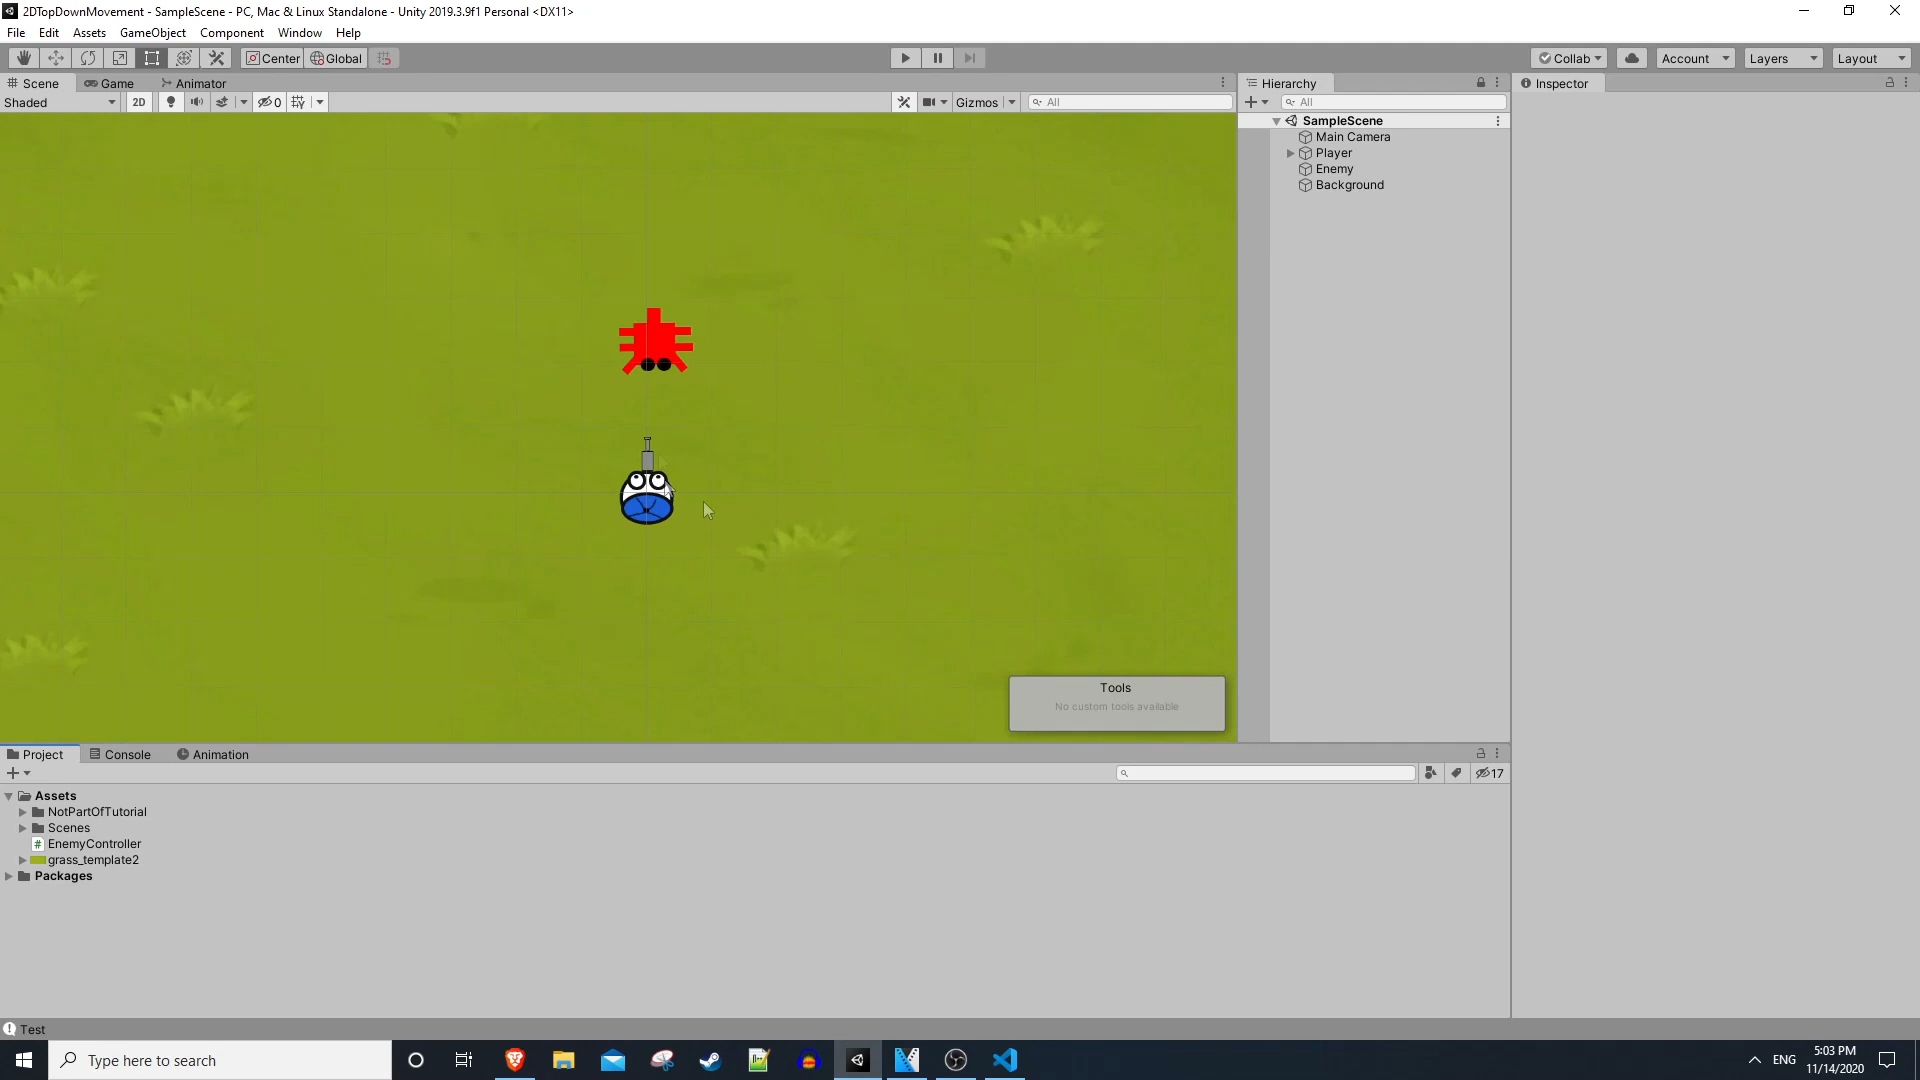 2DTopDownMovement - SampleScene - PC, Mac & Linux Standalone - Unity 2019.3.9f1 Personal <DX11>
File Edit Assets GameObject Component Window Help
Center Global Collab Account Layers Layout
Scene Game Animator Hierarchy Inspector
Shaded 2D 0 Gizmos All All
SampleScene
Main Camera
Player
Enemy
Background
Tools
No custom tools available
Project Console Animation
17
Assets
NotPartOfTutorial
Scenes
# EnemyController
grass_template2
Packages
Test
Type here to search
ENG
5:03 PM
11/14/2020